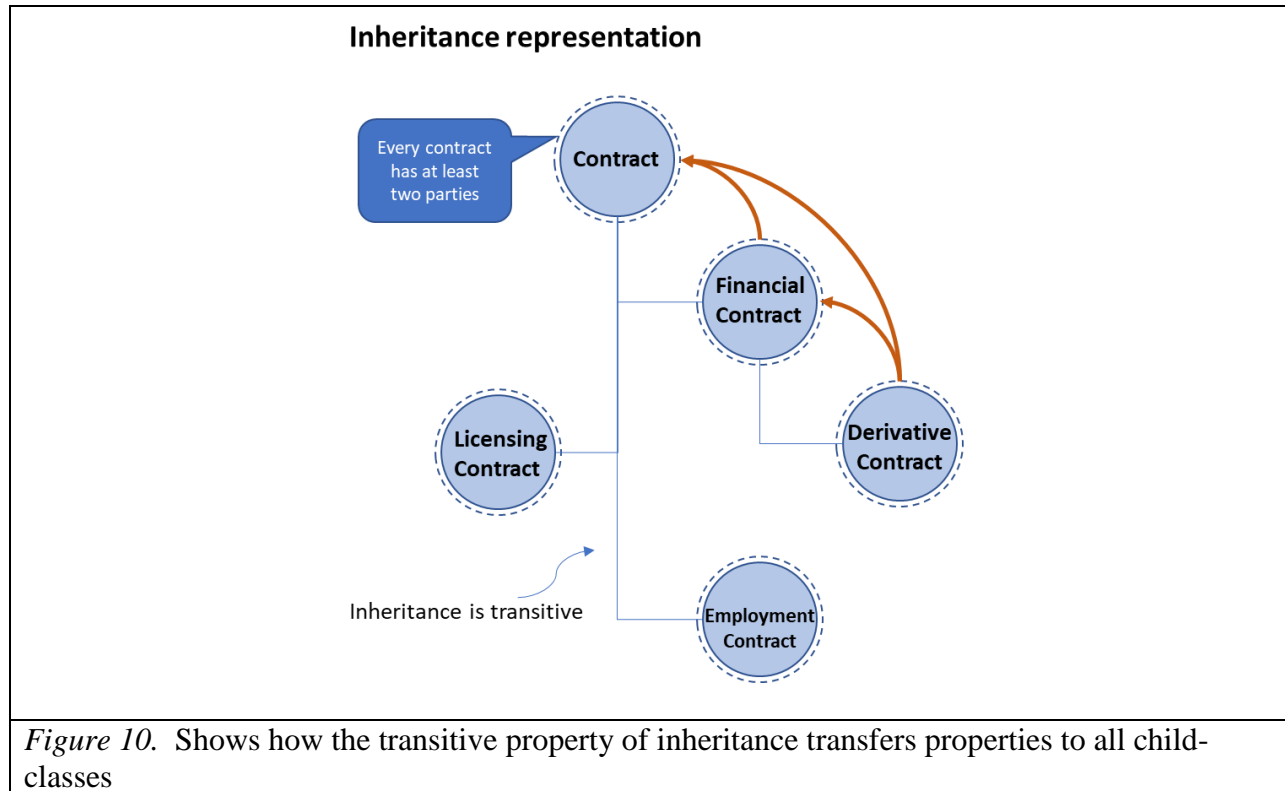 Inheritance representation
Every contract
has at least
two parties
Contract
Financial
Contract
Licensing
Contract
Derivative
Contract
Inheritance is transitive
Employment
Contract
Figure 10.  Shows how the transitive property of inheritance transfers properties to all child-
classes